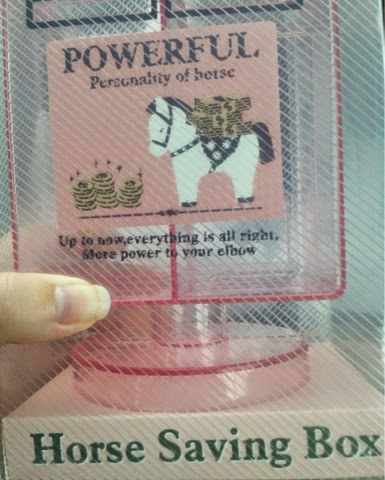 POWERFUL
Personality of horse
Up to now,everything is all right,
More power to your elbow
Horse Saving Box